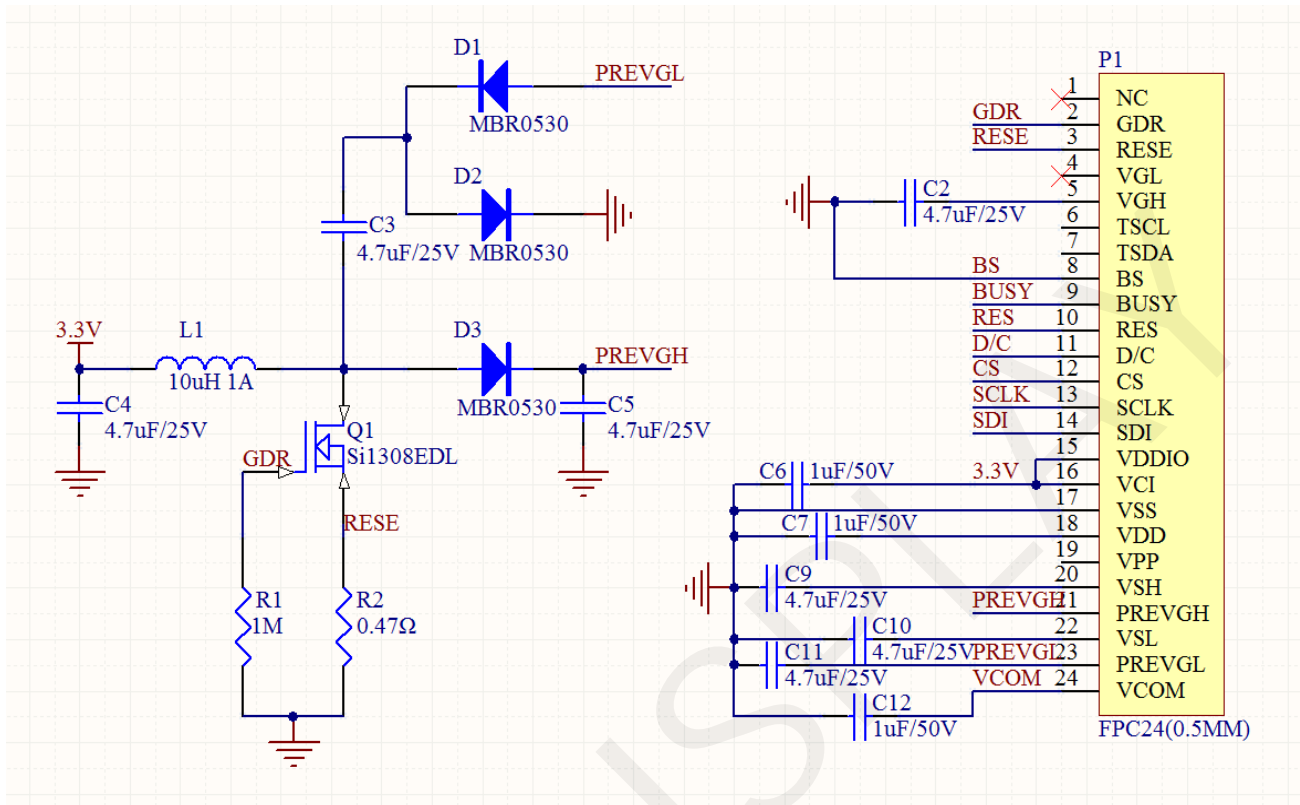 D1
PREVGL
MBR0530
D2
MBR0530
C3
4.7uF/25V
3.3V
L1
10uH 1A
D3
PREVGH
MBR0530
C4
4.7uF/25V
C5
4.7uF/25V
Q1
Si1308EDL
GDR
RESE
R1
1M
R2
0.47Ω
P1
1 NC
GDR 2 GDR
RESE 3 RESE
4 VGL
C2
4.7uF/25V
5 VGH
6 TSCL
7 TSDA
BS 8 BS
BUSY 9 BUSY
RES 10 RES
D/C 11 D/C
CS 12 CS
SCLK 13 SCLK
SDI 14 SDI
15 VDDIO
C6 1uF/50V 3.3V 16 VCI
17 VSS
C7 1uF/50V 18 VDD
19 VPP
C9
4.7uF/25V
20 VSH
PREVGH 21 PREVGH
C10
4.7uF/25V
22 VSL
C11
4.7uF/25V
PREVGL 23 PREVGL
VCOM 24 VCOM
C12
1uF/50V
FPC24(0.5MM)